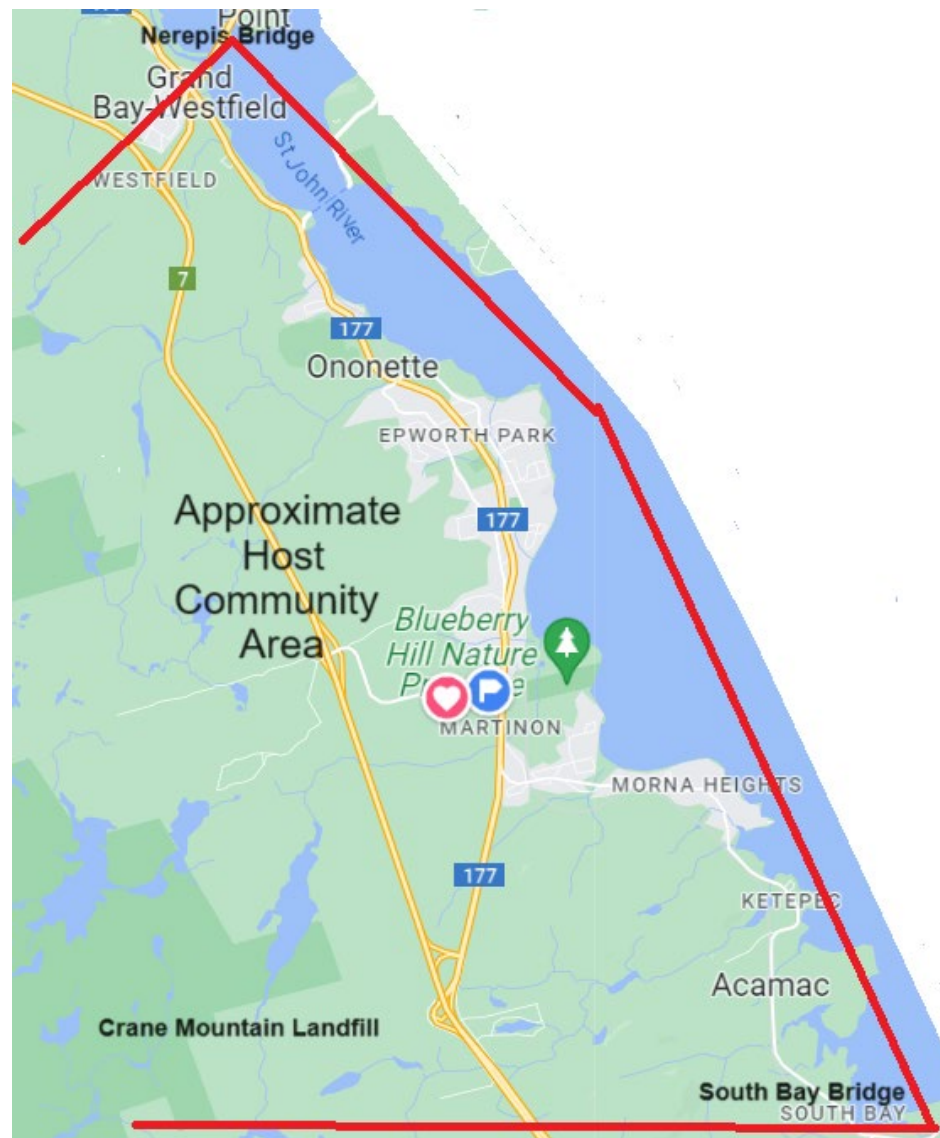 Point
Nerepis Bridge
Grand
Bay-Westfield
WESTFIELD
St John River
7
177
Ononette
EPWORTH PARK
177
Approximate
Host
Community
Area
Blueberry
Hill Nature
MARTINON
MORNA HEIGHTS
177
KETEPEC
Acamac
Crane Mountain Landfill
South Bay Bridge
SOUTH BAY